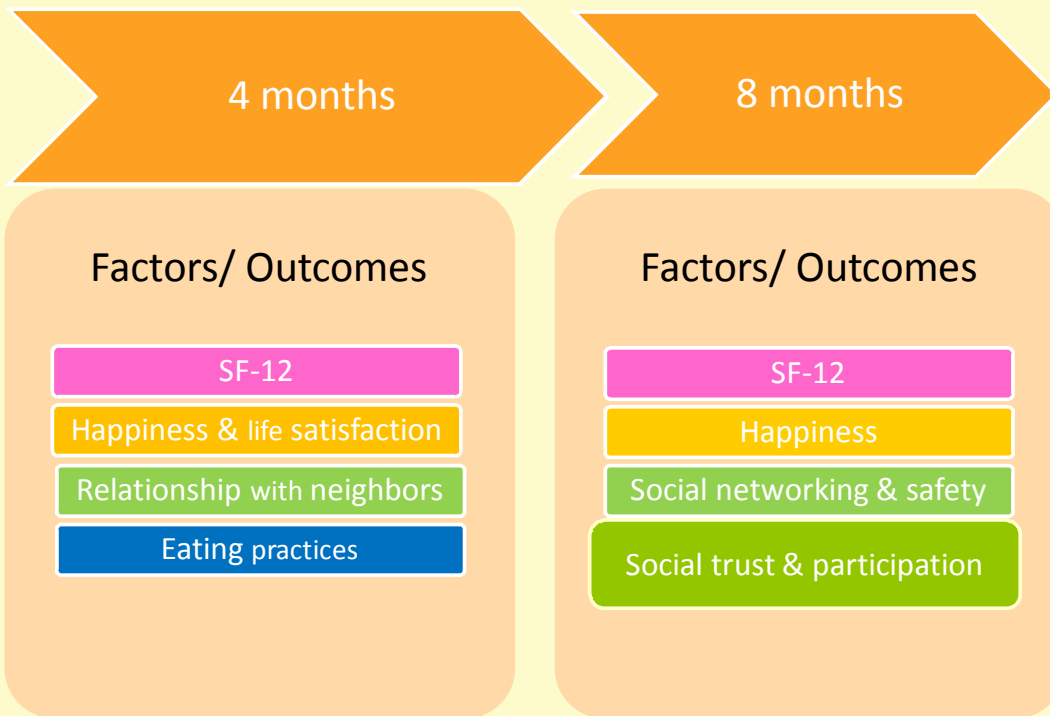 4 months
8 months
Factors/ Outcomes
SF-12
Happiness & life satisfaction
Relationship with neighbors
Eating practices
Factors/ Outcomes
SF-12
Happiness
Social networking & safety
Social trust & participation